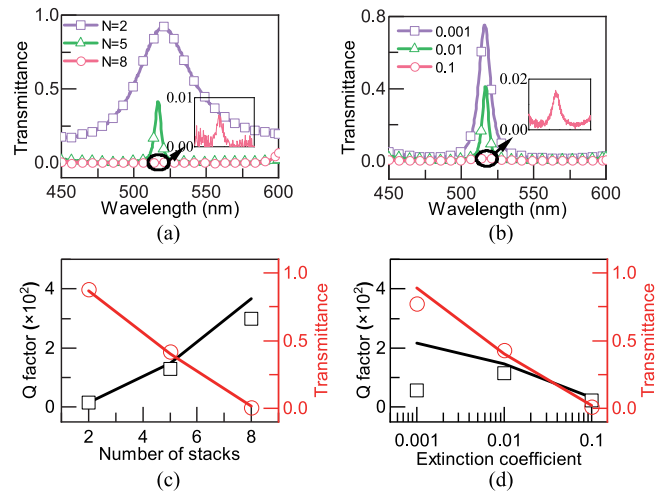 1.0
0.5
0.0
Transmittance
N=2
N=5
N=8
0.01
0.00
450
500
550
600
Wavelength (nm)
(a)
0.8
0.4
0.0
Transmittance
0.001
0.01
0.1
0.02
0.00
450
500
550
600
Wavelength (nm)
(b)
4
2
0
Q factor (×10²)
1.0
0.5
0.0
Transmittance
2
4
6
8
Number of stacks
(c)
4
2
0
Q factor (×10²)
1.0
0.5
0.0
Transmittance
0.001
0.01
0.1
Extinction coefficient
(d)